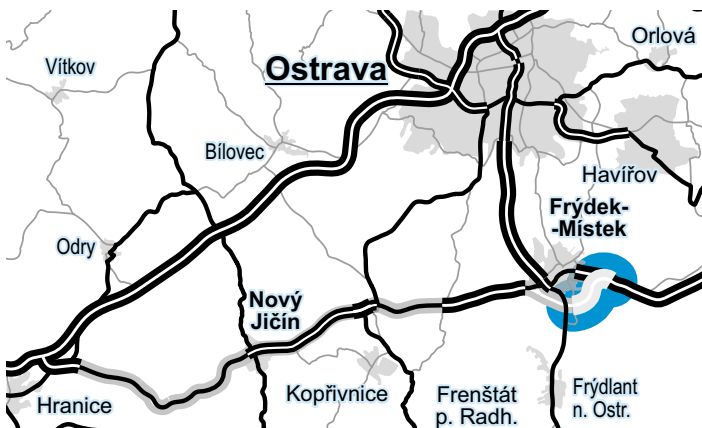 Orlová
Vítkov
Ostrava
Bílovec
Havířov
Frýdek-
-Místek
Odry
Nový
Jičín
Kopřivnice
Frenštát
p. Radh.
Frýdlant
n. Ostr.
Hranice